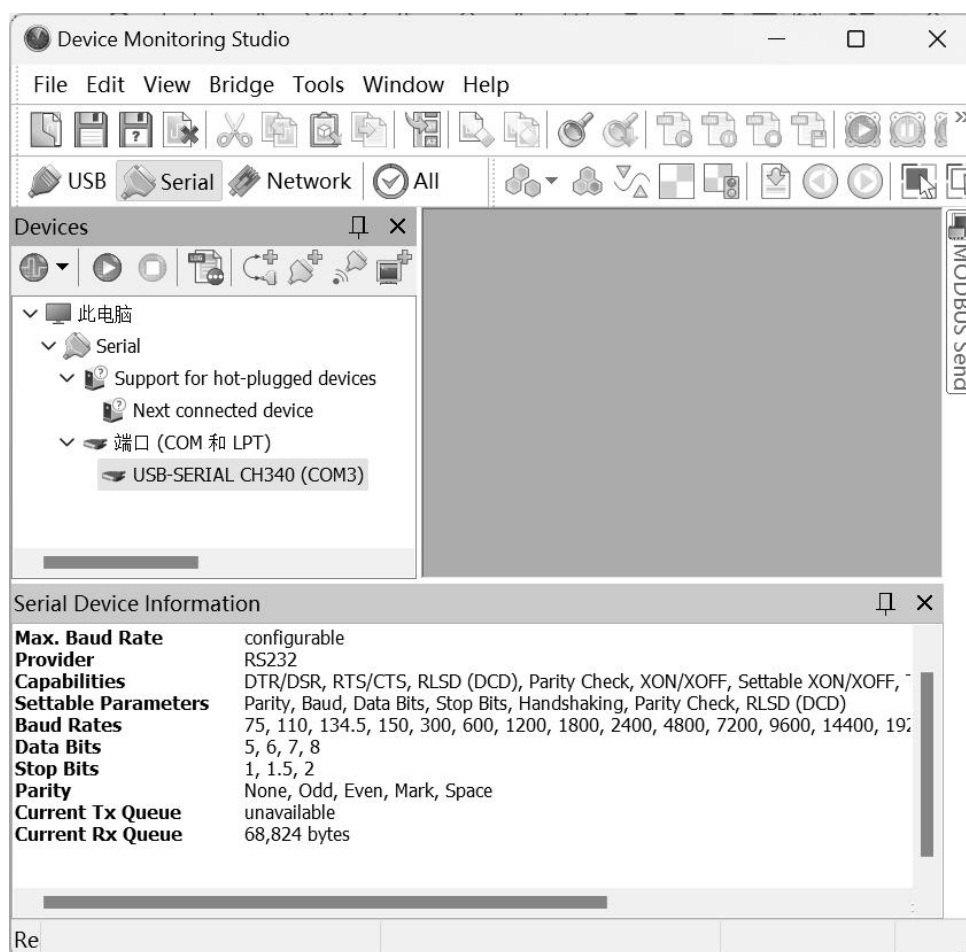 Device Monitoring Studio
File Edit View Bridge Tools Window Help
USB Serial Network All
Devices
MODBUS Send
此电脑
Serial
Support for hot-plugged devices
Next connected device
端口 (COM 和 LPT)
USB-SERIAL CH340 (COM3)
Serial Device Information
Max. Baud Rate configurable
Provider RS232
Capabilities DTR/DSR, RTS/CTS, RLSD (DCD), Parity Check, XON/XOFF, Settable XON/XOFF,
Settable Parameters Parity, Baud, Data Bits, Stop Bits, Handshaking, Parity Check, RLSD (DCD)
Baud Rates 75, 110, 134.5, 150, 300, 600, 1200, 1800, 2400, 4800, 7200, 9600, 14400,
Data Bits 5, 6, 7, 8
Stop Bits 1, 1.5, 2
Parity None, Odd, Even, Mark, Space
Current Tx Queue unavailable
Current Rx Queue 68,824 bytes
Re